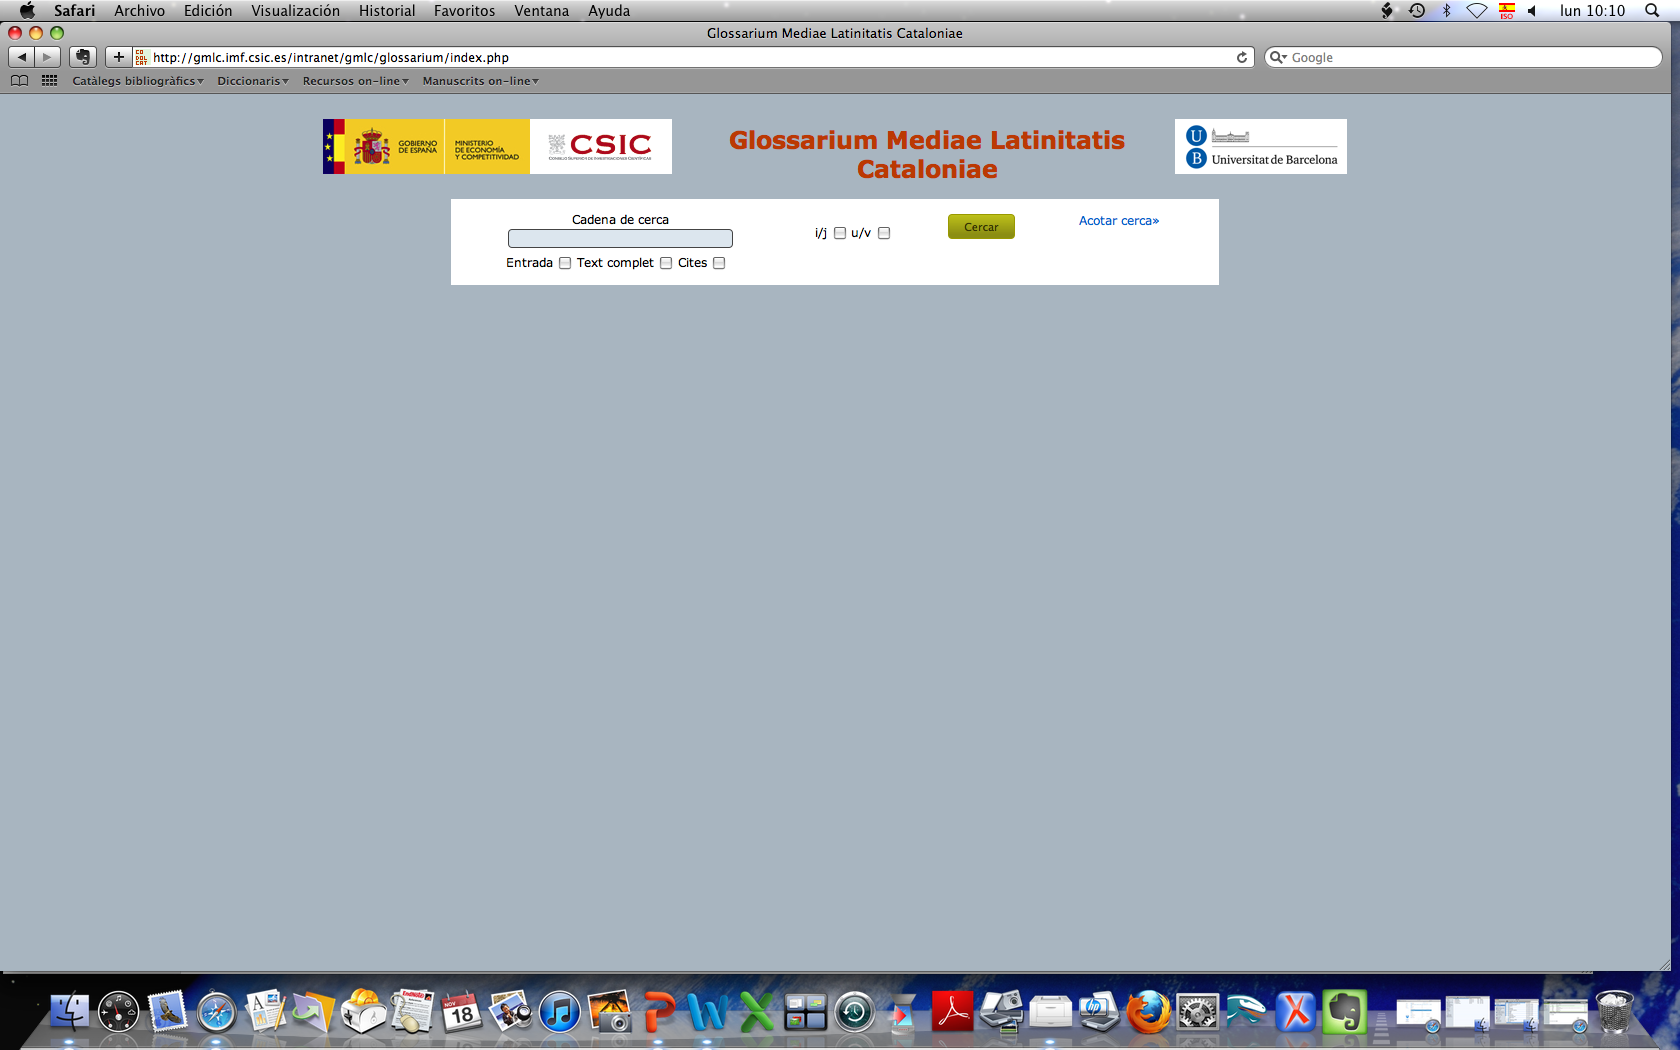 Safari Archivo Edición Visualización Historial Favoritos Ventana Ayuda
ISO lun 10:10
Glossarium Mediae Latinitatis Cataloniae
http://gmlc.imf.csic.es/intranet/gmlc/glossarium/index.php
Google
Catàlegs bibliogràfics Diccionaris Recursos on-line Manuscrits on-line
GOBIERNO
DE ESPAÑA
MINISTERIO
DE ECONOMÍA
Y COMPETITIVIDAD
CSIC
CONSEJO SUPERIOR DE INVESTIGACIONES CIENTÍFICAS
Glossarium Mediae Latinitatis
Cataloniae
U
B Universitat de Barcelona
Cadena de cerca
i/j u/v
Cercar
Acotar cerca»
Entrada Text complet Cites
NOV
18